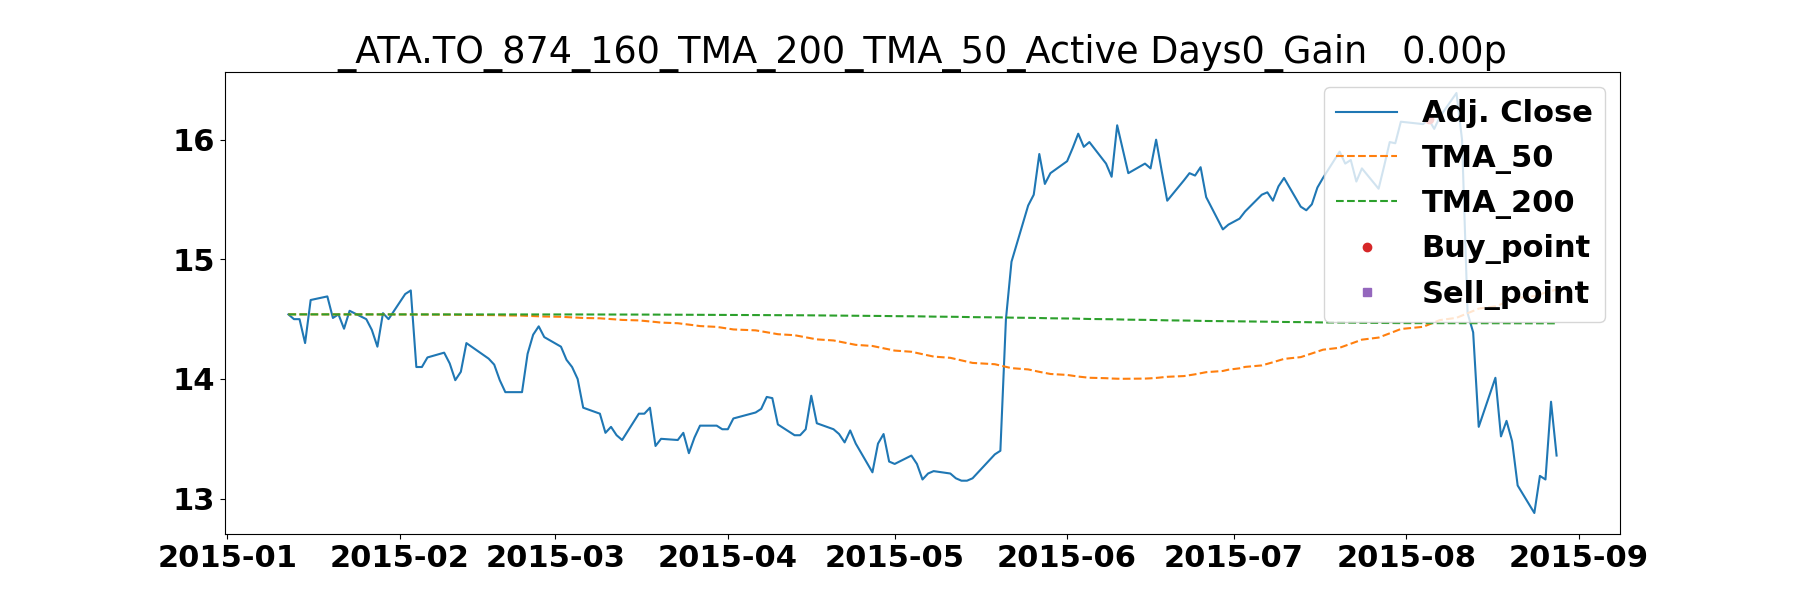 _ATA.TO_874_160_TMA_200_TMA_50_Active Days0_Gain   0.00p
16
15
14
13
Adj. Close
TMA_50
TMA_200
Buy_point
Sell_point
2015-01 2015-02 2015-03 2015-04 2015-05 2015-06 2015-07 2015-08 2015-09